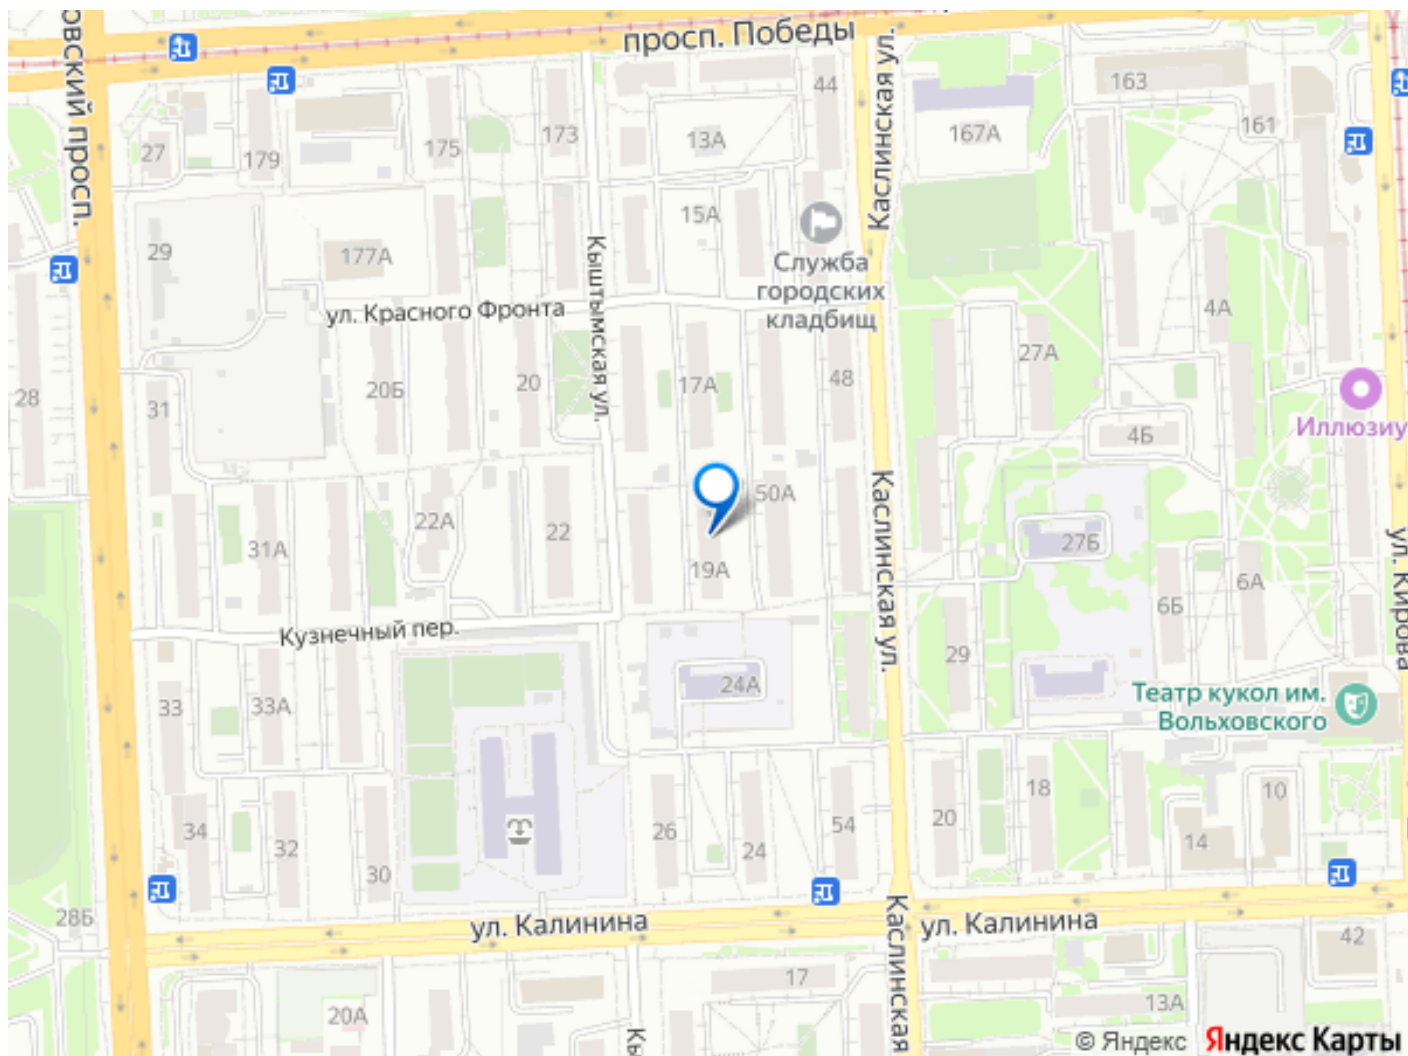 просп. Победы
овский просп.
Каслинская ул.
44
163
167А
161
27
179
175
173
13А
15А
29
177А
Кыштымская ул.
Служба
городских
кладбищ
ул. Красного Фронта
4А
27А
28
31
20Б
20
17А
48
4Б
Иллюзиу
50А
Каслинская ул.
22А
22
31А
19А
27Б
6А
6Б
ул. Кирова
Кузнечный пер.
29
24А
Театр кукол им.
Вольховского
33
33А
18
10
34
32
30
26
24
54
20
14
28Б
ул. Калинина
Каслинская
ул. Калинина
42
17
13А
20А
Кы
© Яндекс
Яндекс Карты